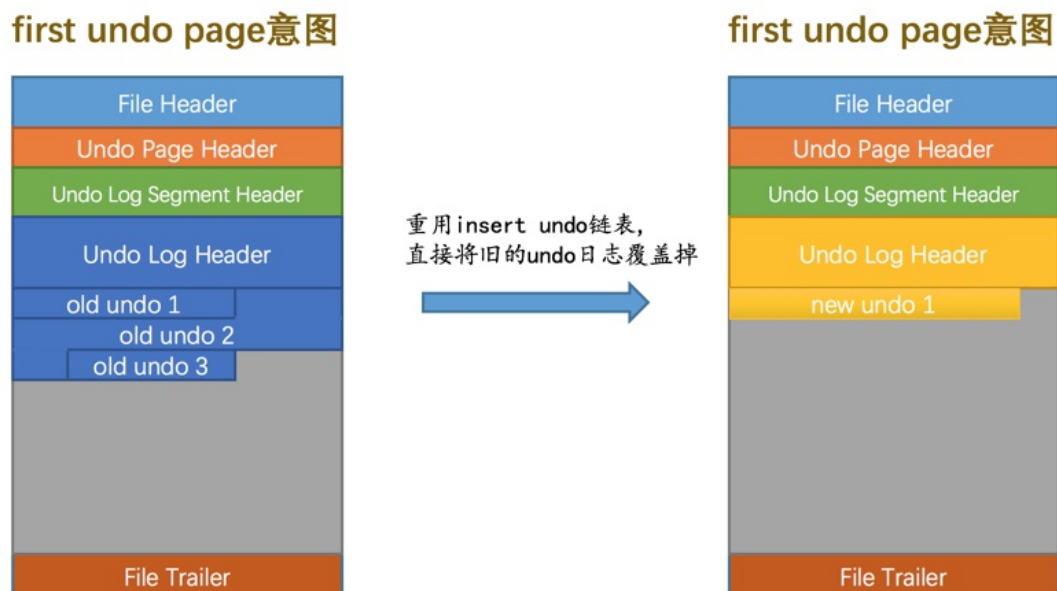 first undo page意图
File Header
Undo Page Header
Undo Log Segment Header
Undo Log Header
old undo 1
old undo 2
old undo 3
File Trailer
重用insert undo链表,
直接将旧的undo日志覆盖掉
first undo page意图
File Header
Undo Page Header
Undo Log Segment Header
Undo Log Header
new undo 1
File Trailer